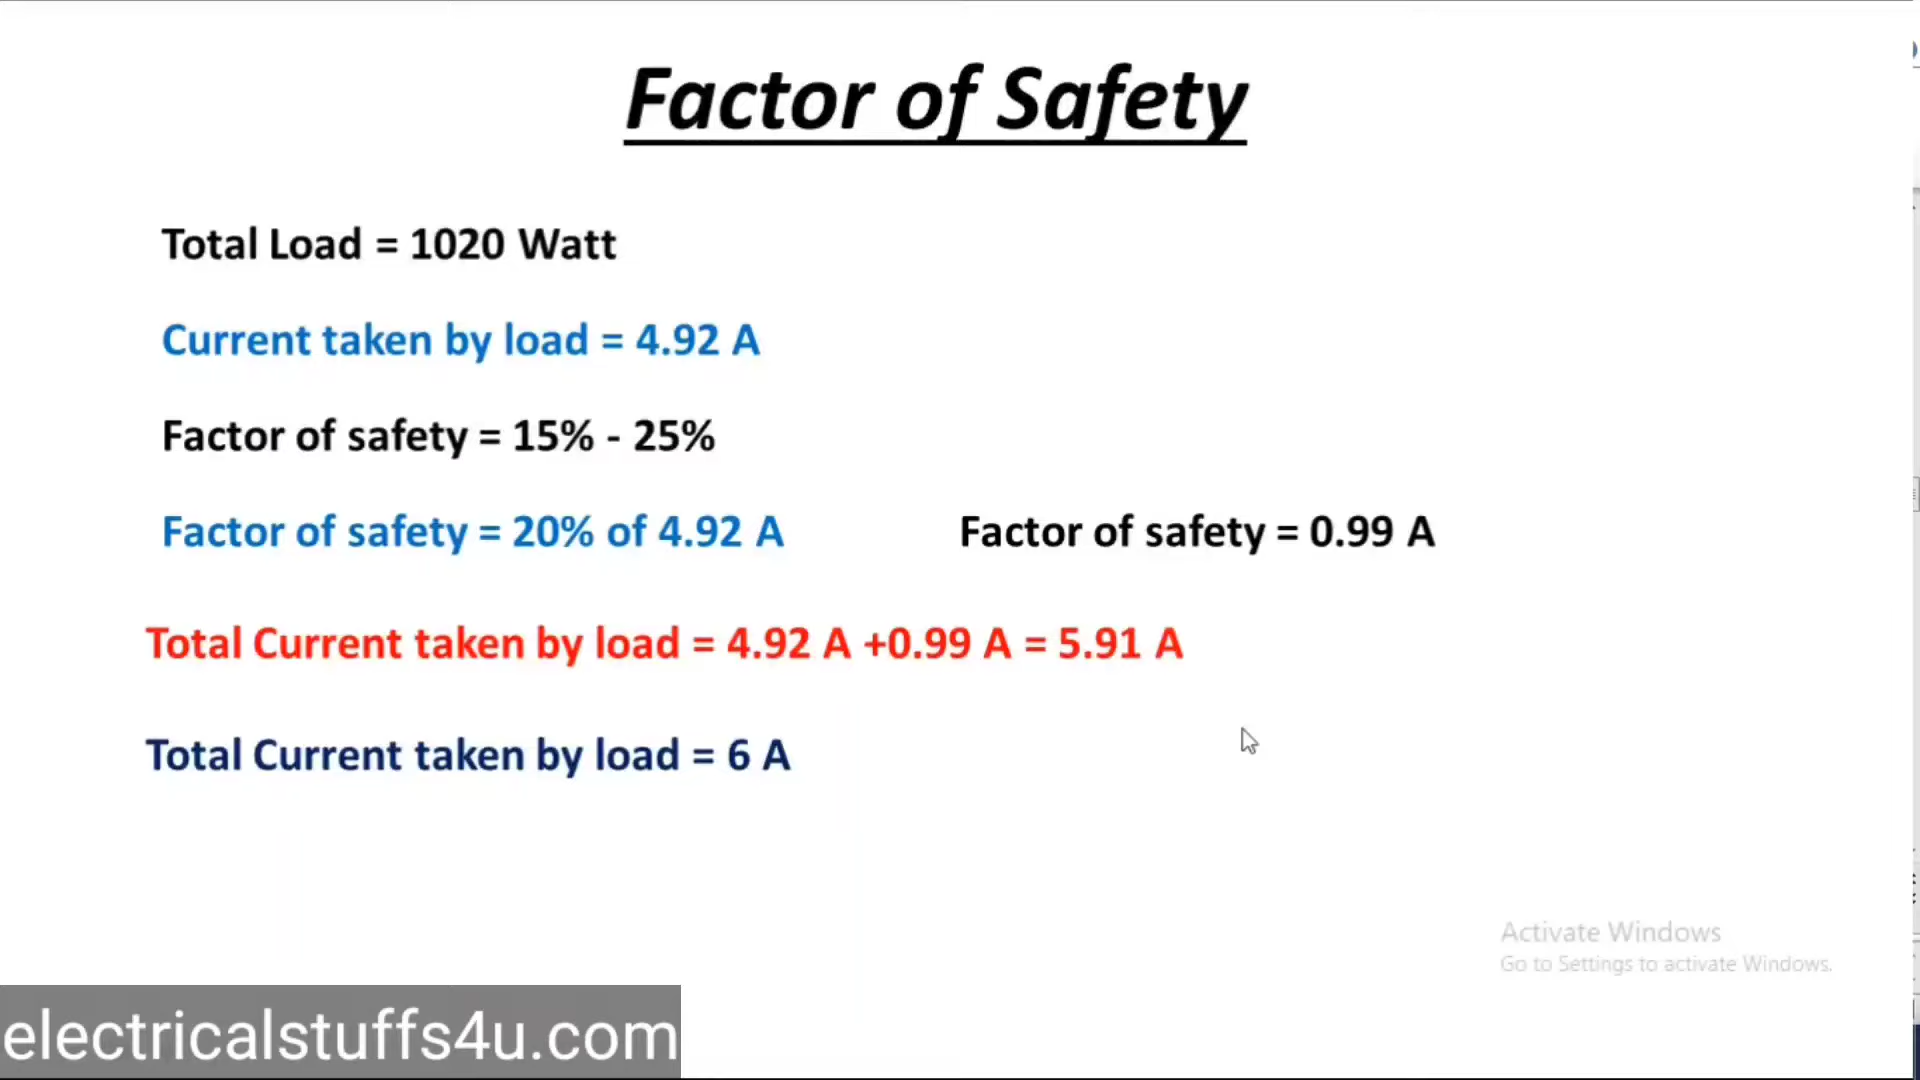 Factor of Safety
Total Load = 1020 Watt
Current taken by load = 4.92 A
Factor of safety = 15% - 25%
Factor of safety = 20% of 4.92 A
Factor of safety = 0.99 A
Total Current taken by load = 4.92 A +0.99 A = 5.91 A
Total Current taken by load = 6 A
Activate Windows
Go to Settings to activate Windows.
electricalstuffs4u.com